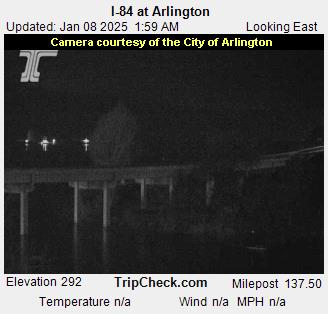 I-84 at Arlington
Updated: Jan 08 2025 1:59 AM Looking East
Camera courtesy of the City of Arlington
Elevation 292 TripCheck.com Milepost 137.50
Temperature n/a Wind n/a MPH n/a